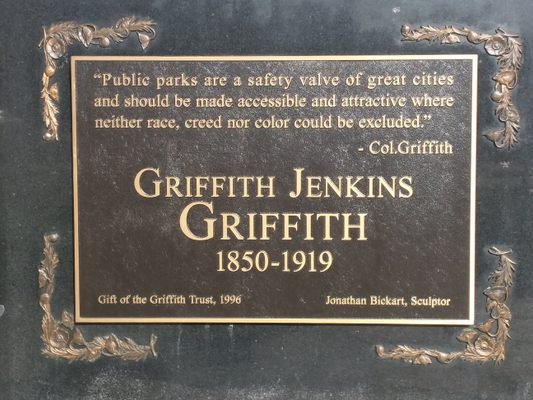 “Public parks are a safety valve of great cities
and should be made accessible and attractive where
neither race, creed nor color could be excluded.”
- Col.Griffith
GRIFFITH JENKINS
GRIFFITH
1850-1919
Gift of the Griffith Trust, 1996
Jonathan Bickart, Sculptor